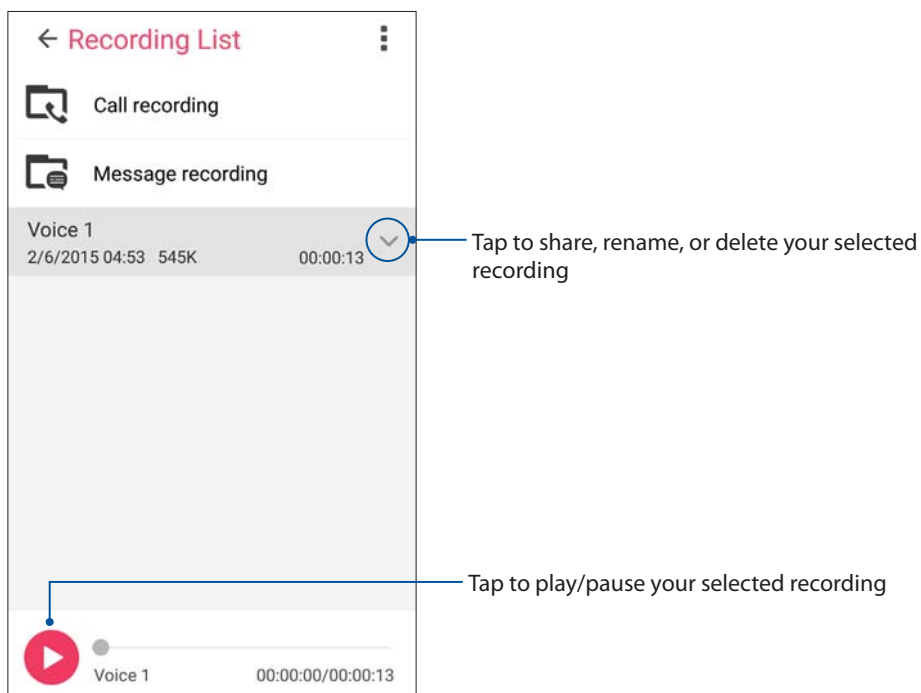 Recording List
Call recording
Message recording
Voice 1
2/6/2015 04:53 545K 00:00:13
Tap to share, rename, or delete your selected
recording
Tap to play/pause your selected recording
Voice 1 00:00:00/00:00:13